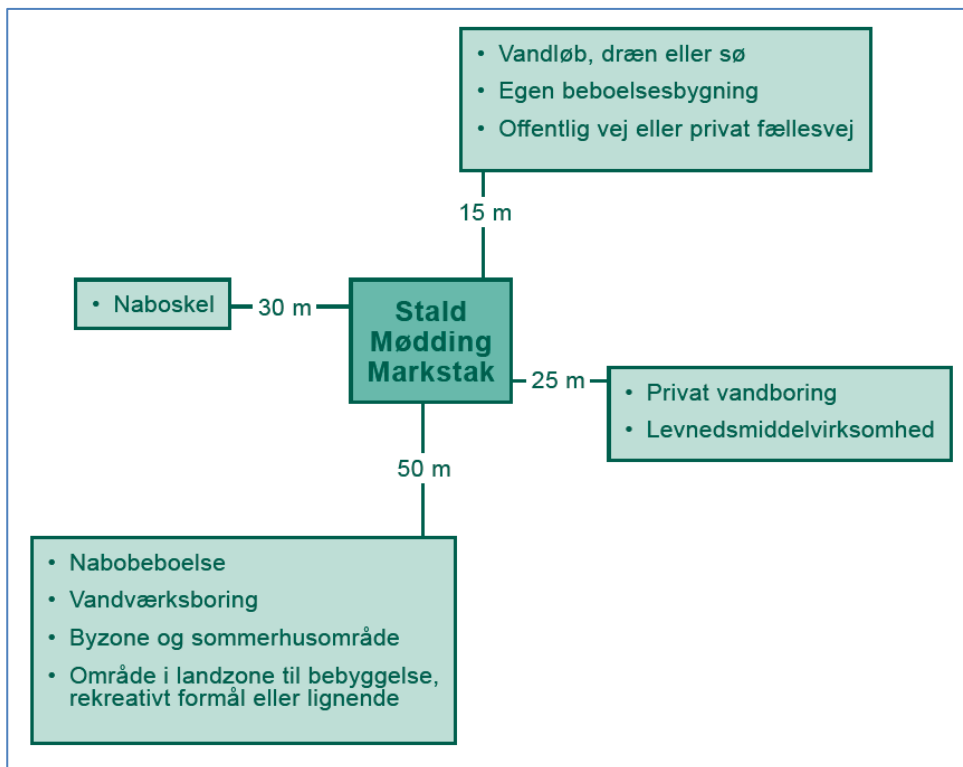 • Vandløb, dræn eller sø
• Egen beboelsesbygning
• Offentlig vej eller privat fællesvej
15 m
• Naboskel
30 m
Stald
Mødding
Markstak
25 m
• Privat vandboring
• Levnedsmiddelvirksomhed
50 m
• Nabobeboelse
• Vandværksboring
• Byzone og sommerhusområde
• Område i landzone til bebyggelse,
rekreativt formål eller lignende